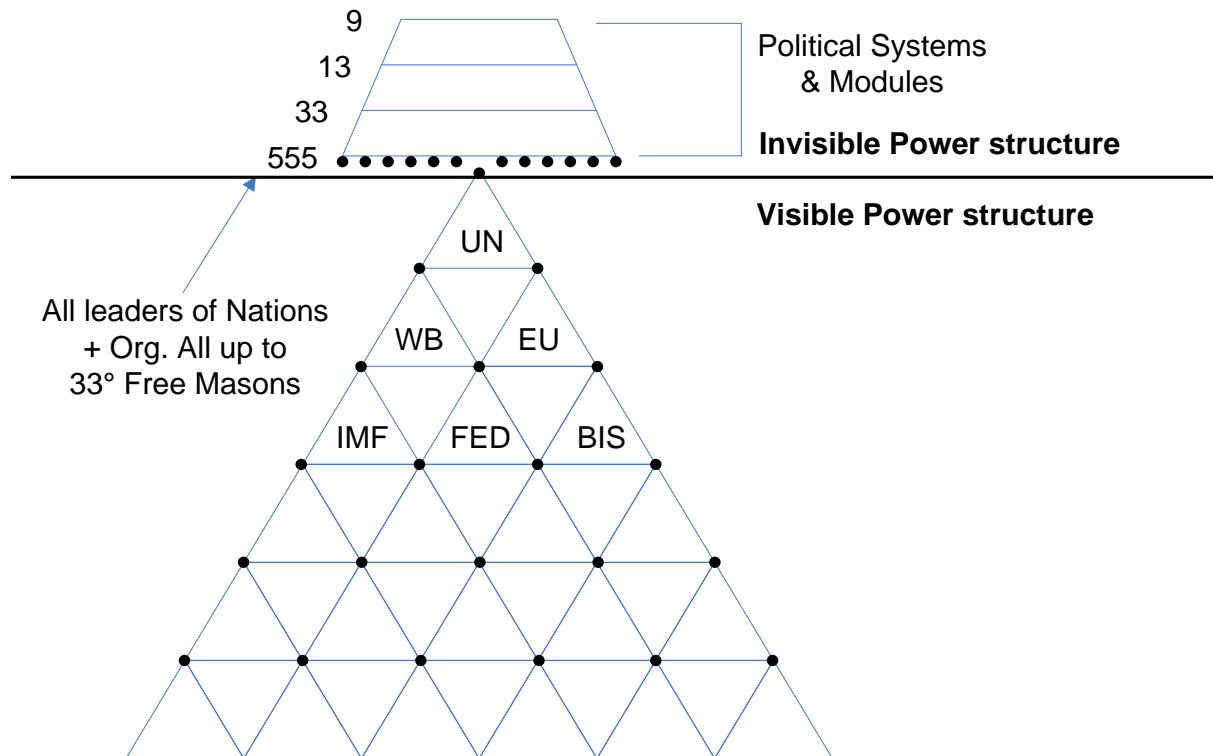 9
13
33
555
Political Systems
& Modules
Invisible Power structure
Visible Power structure
All leaders of Nations
+ Org. All up to
33° Free Masons
UN
WB EU
IMF FED BIS